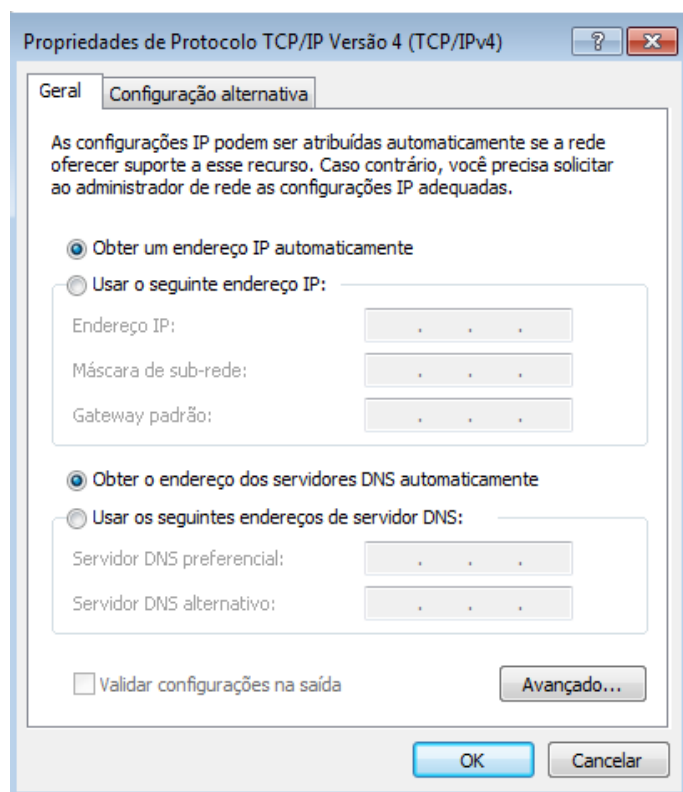 Propriedades de Protocolo TCP/IP Versão 4 (TCP/IPv4)
Geral
Configuração alternativa
As configurações IP podem ser atribuídas automaticamente se a rede
oferecer suporte a esse recurso. Caso contrário, você precisa solicitar
ao administrador de rede as configurações IP adequadas.
Obter um endereço IP automaticamente
Usar o seguinte endereço IP:
Endereço IP:
Máscara de sub-rede:
Gateway padrão:
Obter o endereço dos servidores DNS automaticamente
Usar os seguintes endereços de servidor DNS:
Servidor DNS preferencial:
Servidor DNS alternativo:
Validar configurações na saída
Avançado...
OK
Cancelar